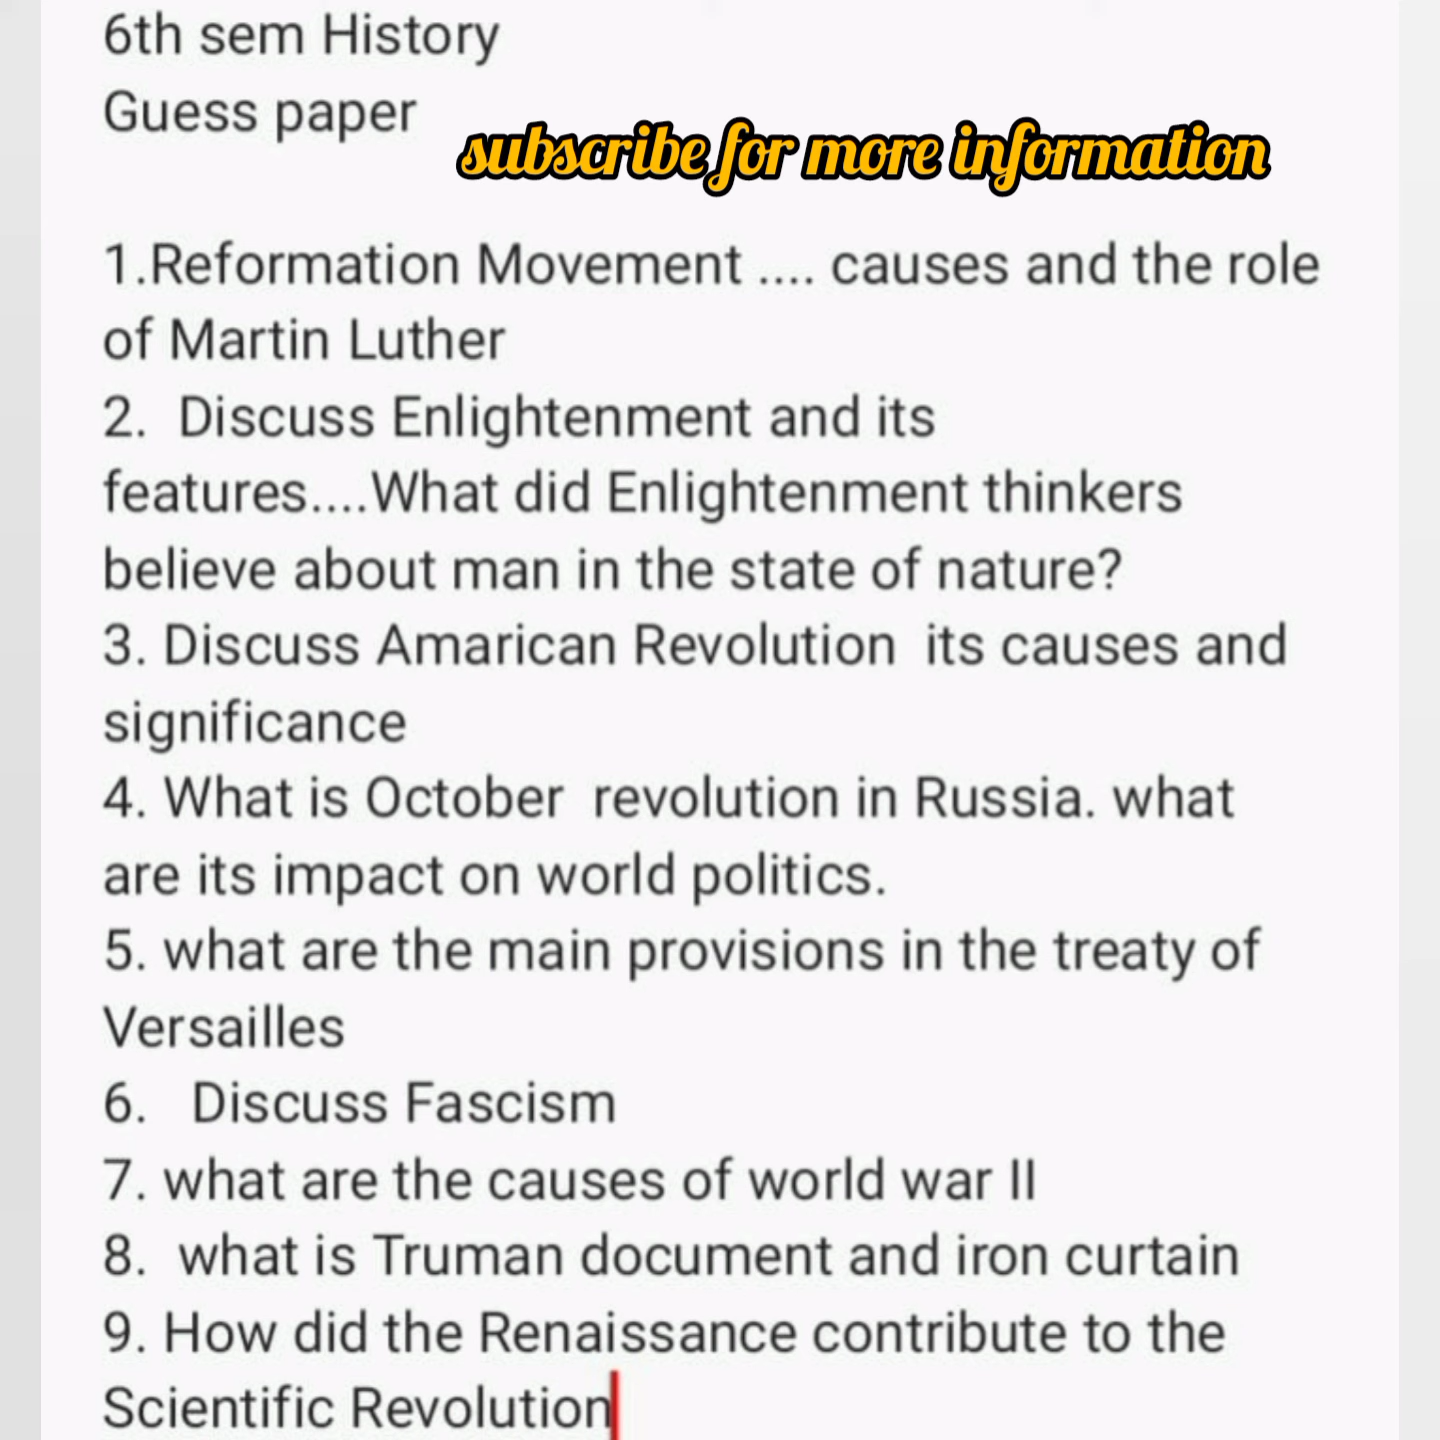 6th sem History
Guess paper
subscribe for more information
1.Reformation Movement .... causes and the role
of Martin Luther
2.  Discuss Enlightenment and its
features....What did Enlightenment thinkers
believe about man in the state of nature?
3. Discuss Amarican Revolution  its causes and
significance
4. What is October  revolution in Russia. what
are its impact on world politics.
5. what are the main provisions in the treaty of
Versailles
6.   Discuss Fascism
7. what are the causes of world war II
8.  what is Truman document and iron curtain
9. How did the Renaissance contribute to the
Scientific Revolution